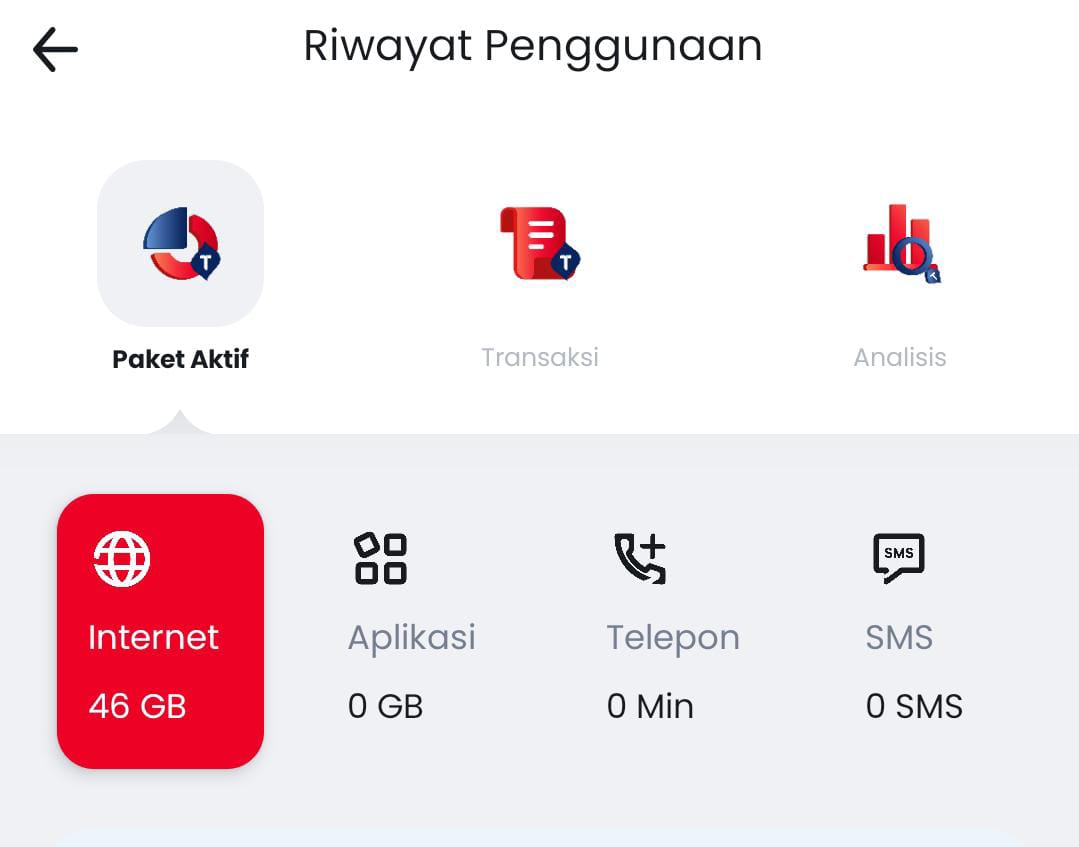 Riwayat Penggunaan
T
T
Paket Aktif
Transaksi
Analisis
SMS
Internet
Aplikasi
Telepon
SMS
46 GB
0 GB
0 Min
0 SMS